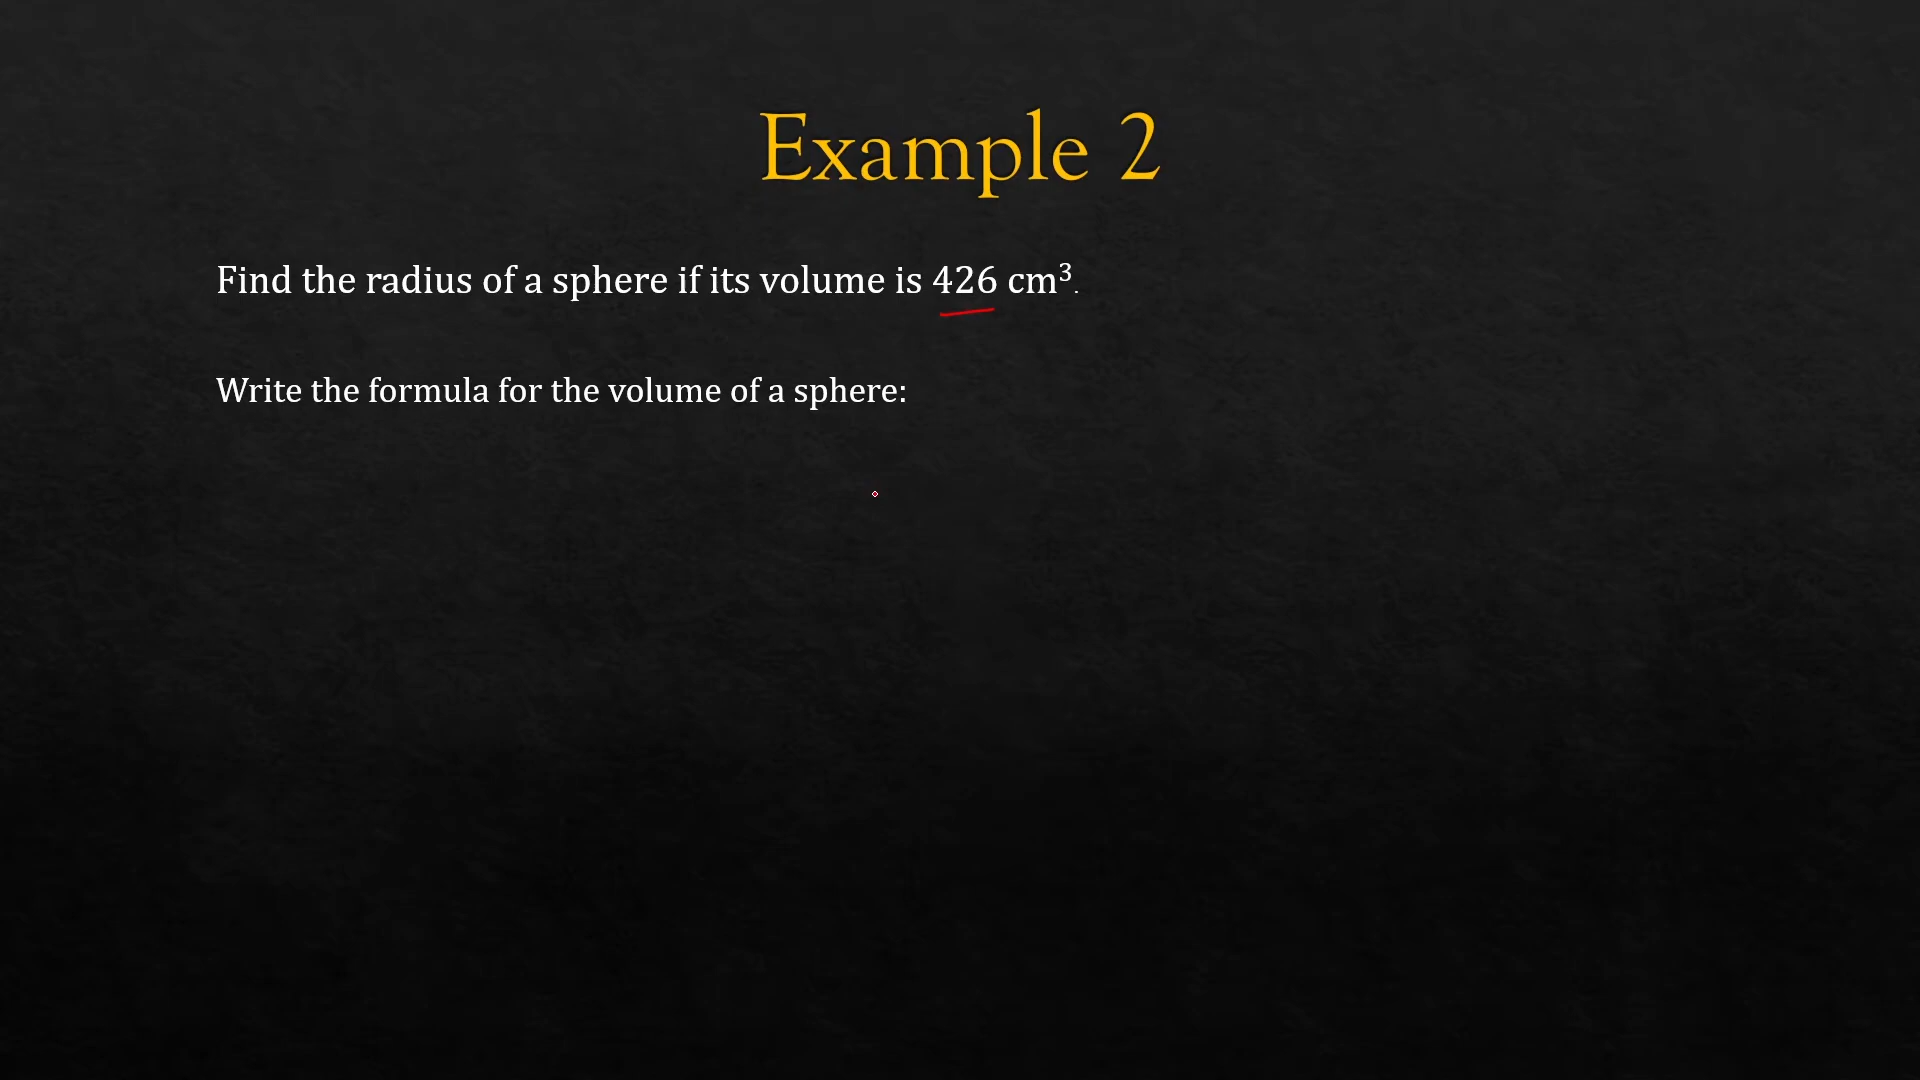 Example 2
Find the radius of a sphere if its volume is 426 cm³.
Write the formula for the volume of a sphere: